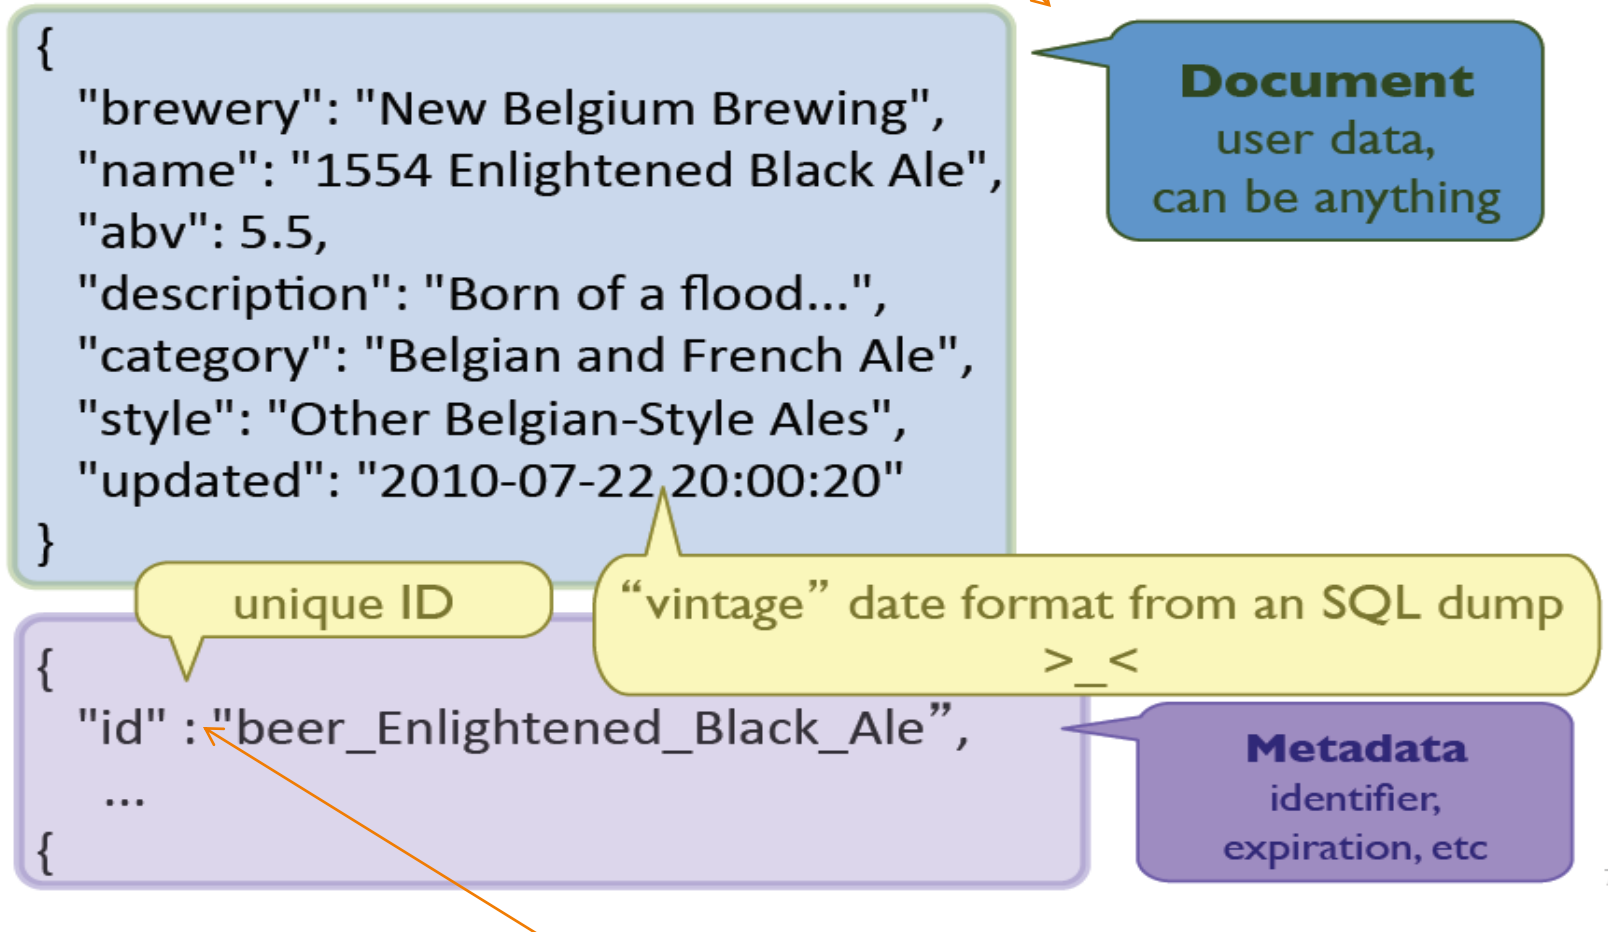 {
"brewery": "New Belgium Brewing",
"name": "1554 Enlightened Black Ale",
"abv": 5.5,
"description": "Born of a flood...",
"category": "Belgian and French Ale",
"style": "Other Belgian-Style Ales",
"updated": "2010-07-22 20:00:20"
}
Document
user data,
can be anything
unique ID
“vintage” date format from an SQL dump
>_<
{
"id" : "beer_Enlightened_Black_Ale”,
...
{
Metadata
identifier,
expiration, etc